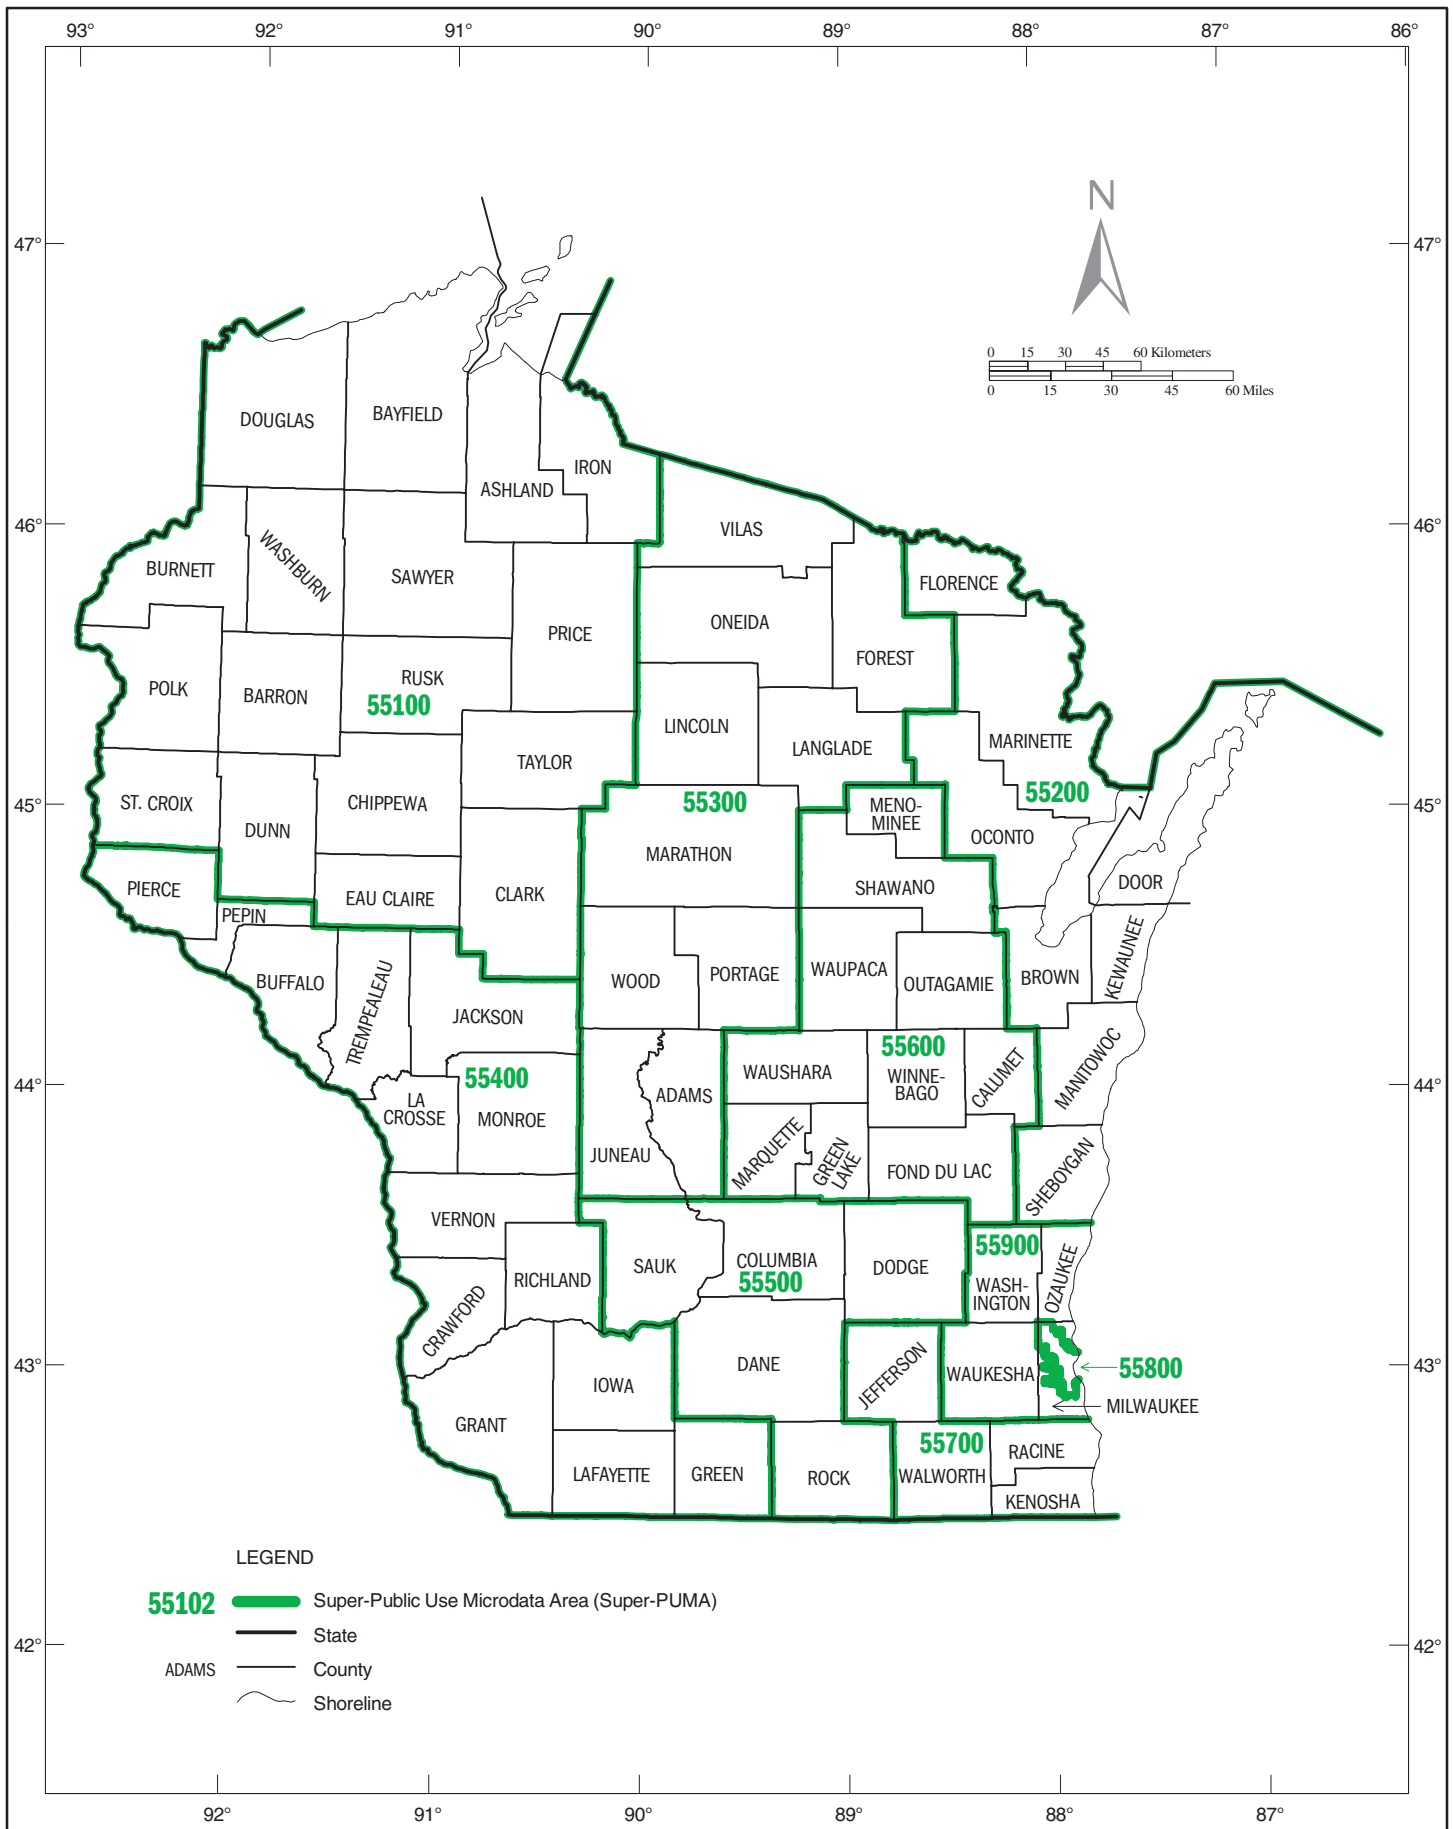 93° 92° 91° 90° 89° 88° 87° 86°
N
47° 47°
0 15 30 45 60 Kilometers
0 15 30 45 60 Miles
DOUGLAS
BAYFIELD
ASHLAND
IRON
46° 46°
VILAS
BURNETT
WASHBURN
SAWYER
FLORENCE
PRICE
ONEIDA
FOREST
POLK
BARRON
RUSK
55100
LINCOLN
LANGLADE
MARINETTE
TAYLOR
55200
45° 45°
ST. CROIX
DUNN
CHIPPEWA
55300
MENO-
MINEE
OCONTO
MARATHON
PIERCE
EAU CLAIRE
CLARK
SHAWANO
DOOR
PEPIN
BUFFALO
TREMPEALEAU
WOOD
PORTAGE
WAUPACA
OUTAGAMIE
BROWN
KEWAUNEE
JACKSON
55600
44° 44°
55400
WAUSHARA
WINNE-
BAGO
CALUMET
MANITOWOC
LA
CROSSE
MONROE
ADAMS
JUNEAU
MARQUETTE
GREEN
LAKE
FOND DU LAC
SHEBOYGAN
VERNON
RICHLAND
SAUK
COLUMBIA
55500
DODGE
55900
WASH-
INGTON
OZAUKEE
CRAWFORD
43° 43°
DANE
JEFFERSON
WAUKESHA
55800
MILWAUKEE
IOWA
GRANT
LAFAYETTE
GREEN
ROCK
55700
WALWORTH
RACINE
KENOSHA
LEGEND
55102 Super-Public Use Microdata Area (Super-PUMA)
State
ADAMS County
Shoreline
42° 42°
92° 91° 90° 89° 88° 87°